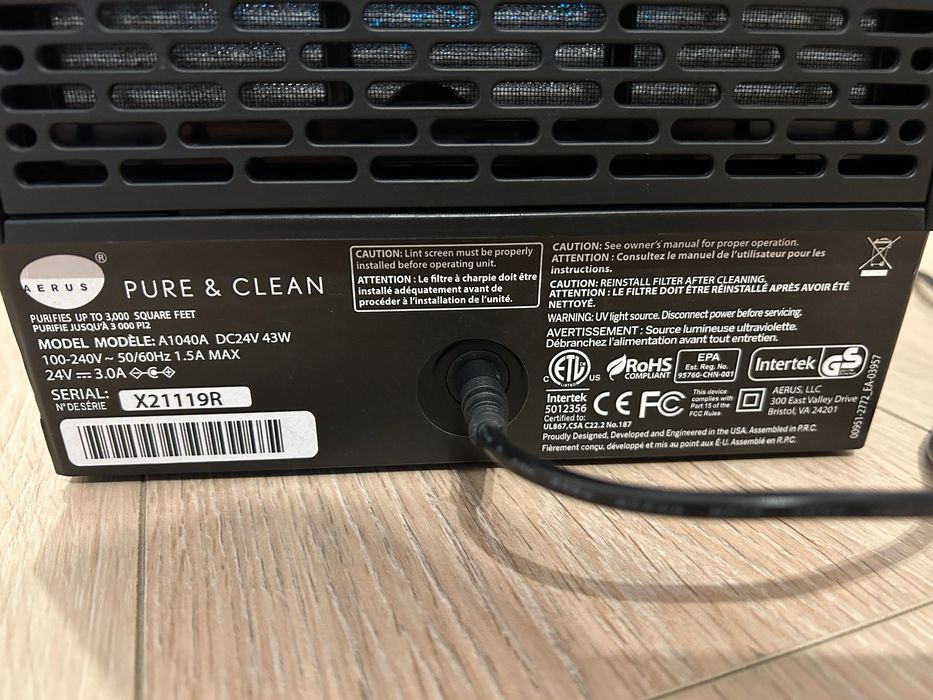 AERUS ®
PURE & CLEAN
PURIFIES UP TO 3,000 SQUARE FEET
PURIFIE JUSQU'À 3 000 PI2
MODEL MODÈLE: A1040A DC24V 43W
100-240V~ 50/60Hz 1.5A MAX
24V ⎓ 3.0A
SERIAL:
N° DE SÉRIE
X21119R
CAUTION: Lint screen must be properly
installed before operating unit.
ATTENTION : Le filtre à charpie doit être
installé adéquatement avant de
procéder à l'installation de l'unité.
CAUTION: See owner's manual for proper operation.
ATTENTION : Consultez le manuel de l'utilisateur pour les
instructions.
CAUTION: REINSTALL FILTER AFTER CLEANING.
ATTENTION : LE FILTRE DOIT ÊTRE RÉINSTALLÉ APRÈS AVOIR ÉTÉ
NETTOYÉ.
WARNING: UV light source. Disconnect power before servicing.
AVERTISSEMENT : Source lumineuse ultraviolette.
Débranchez l'alimentation avant tout entretien.
C ETL LISTED US
RoHS
COMPLIANT
EPA
Est. Reg. No.
95760-CHN-001
Intertek GS
Intertek
5012356
Certified to:
UL867,CSA C22.2 No.187
CE FC
This device
complies with
Part 15 of the
FCC Rules
AERUS, LLC
300 East Valley Drive
Bristol, VA 24201
Proudly Designed, Developed and Engineered in the USA. Assembled in P.R.C.
Fièrement conçu, développé et mis au point aux É-U. Assemblé en R.P.C.
00951-2772_EA-03957